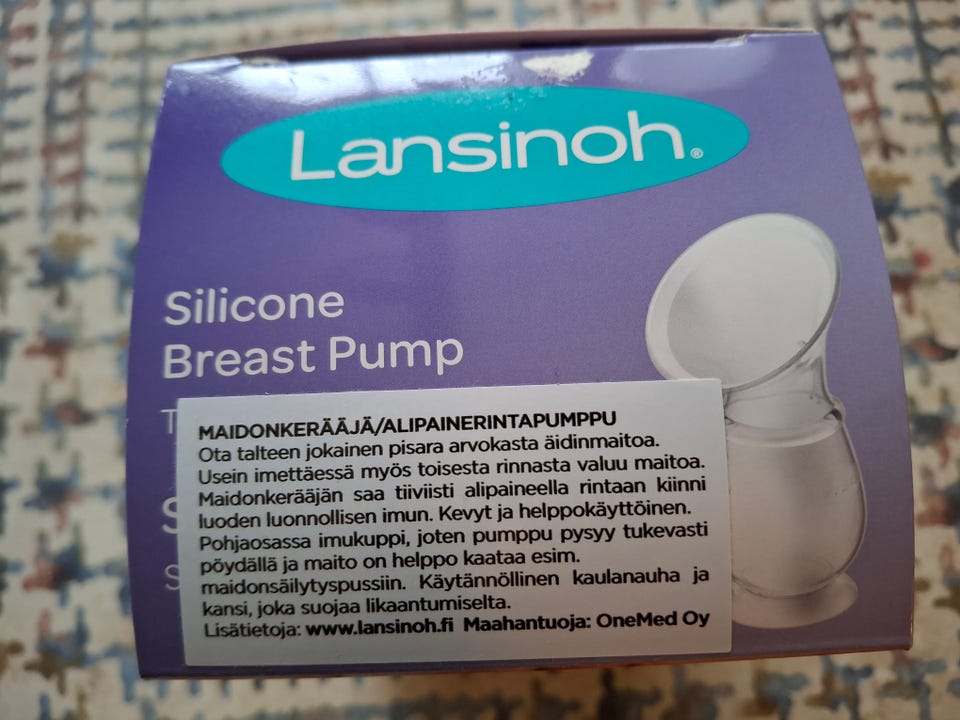 Lansinoh®
Silicone
Breast Pump
MAIDONKERÄÄJÄ/ALIPAINERINTAPUMPPU
Ota talteen jokainen pisara arvokasta äidinmaitoa.
Usein imettäessä myös toisesta rinnasta valuu maitoa.
Maidonkerääjän saa tiiviisti alipaineella rintaan kiinni
luoden luonnollisen imun. Kevyt ja helppokäyttöinen.
Pohjaosassa imukuppi, joten pumppu pysyy tukevasti
pöydällä ja maito on helppo kaataa esim.
maidonsäilytyspussiin. Käytännöllinen kaulanauha ja
kansi, joka suojaa likaantumiselta.
Lisätietoja: www.lansinoh.fi Maahantuoja: OneMed Oy